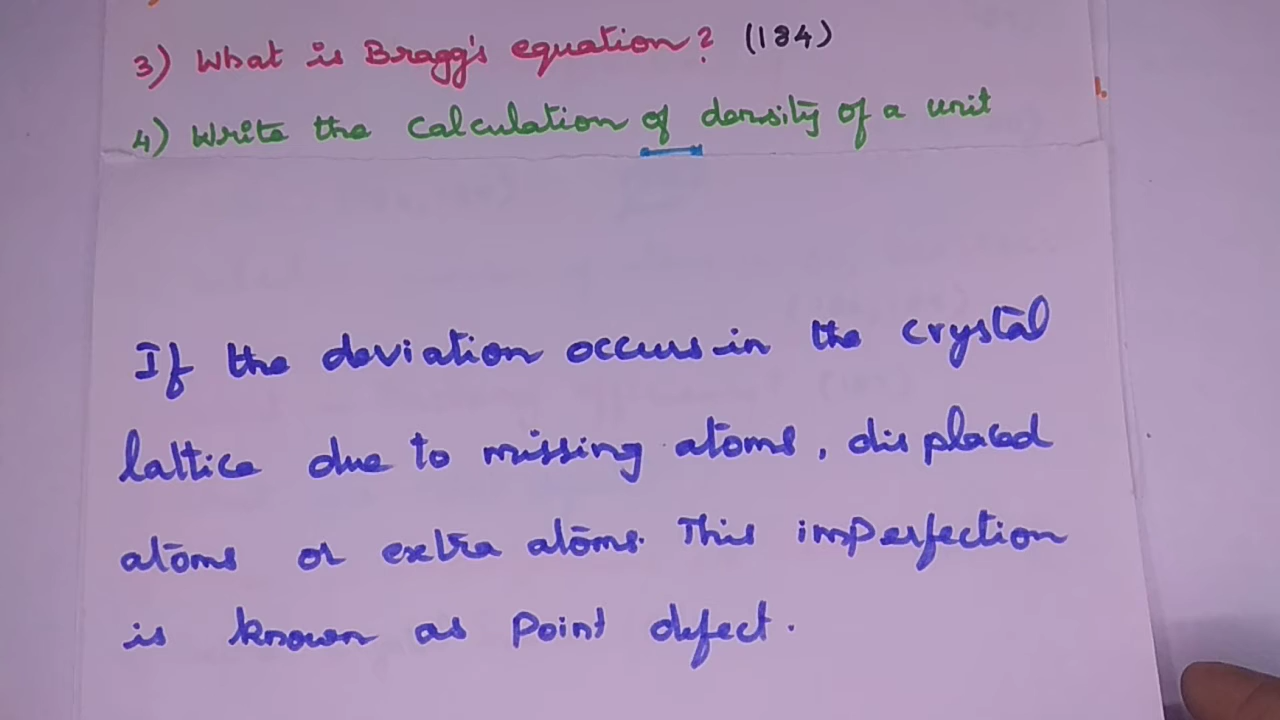 3) What is Bragg's equation? (184)
4) Write the calculation of density of a unit
If the deviation occurs in the crystal
lattice due to missing atoms, displaced
atoms or extra atoms. This imperfection
is known as point defect.